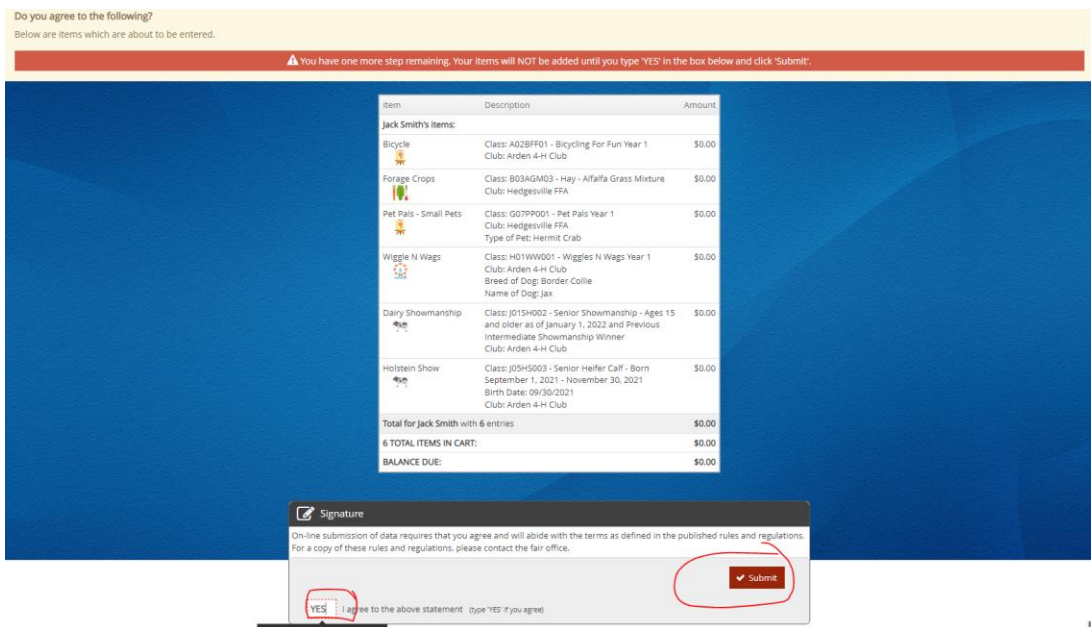 Do you agree to the following?
Below are items which are about to be entered.
You have one more step remaining. Your items will NOT be added until you type 'YES' in the box below and click 'Submit'.
Item Description Amount
Jack Smith's items:
Bicycle Class: A02BFF01 - Bicycling For Fun Year 1 $0.00
Club: Arden 4-H Club
Forage Crops Class: B03AGM03 - Hay - Alfalfa Grass Mixture $0.00
Club: Hedgesville FFA
Pet Pals - Small Pets Class: G07PP001 - Pet Pals Year 1 $0.00
Club: Hedgesville FFA
Type of Pet: Hermit Crab
Wiggle N Wags Class: H01WW001 - Wiggles N Wags Year 1 $0.00
Club: Arden 4-H Club
Breed of Dog: Border Collie
Name of Dog: Jax
Dairy Showmanship Class: J01SH002 - Senior Showmanship - Ages 15 $0.00
and older as of January 1, 2022 and Previous
Intermediate Showmanship Winner
Club: Arden 4-H Club
Holstein Show Class: J05HS003 - Senior Heifer Calf - Born $0.00
September 1, 2021 - November 30, 2021
Birth Date: 09/30/2021
Club: Arden 4-H Club
Total for Jack Smith with 6 entries $0.00
6 TOTAL ITEMS IN CART: $0.00
BALANCE DUE: $0.00
Signature
On-line submission of data requires that you agree and will abide with the terms as defined in the published rules and regulations.
For a copy of these rules and regulations, please contact the fair office.
Submit
YES I agree to the above statement (type 'YES' if you agree)